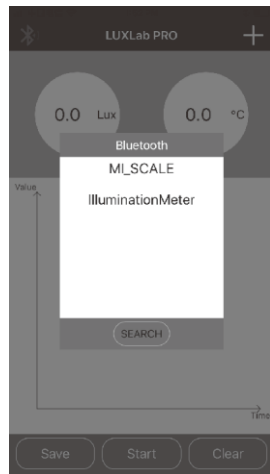 LUXLab PRO
0.0 Lux 0.0 °C
Bluetooth
MI_SCALE
IlluminationMeter
SEARCH
Value
Time
Save Start Clear